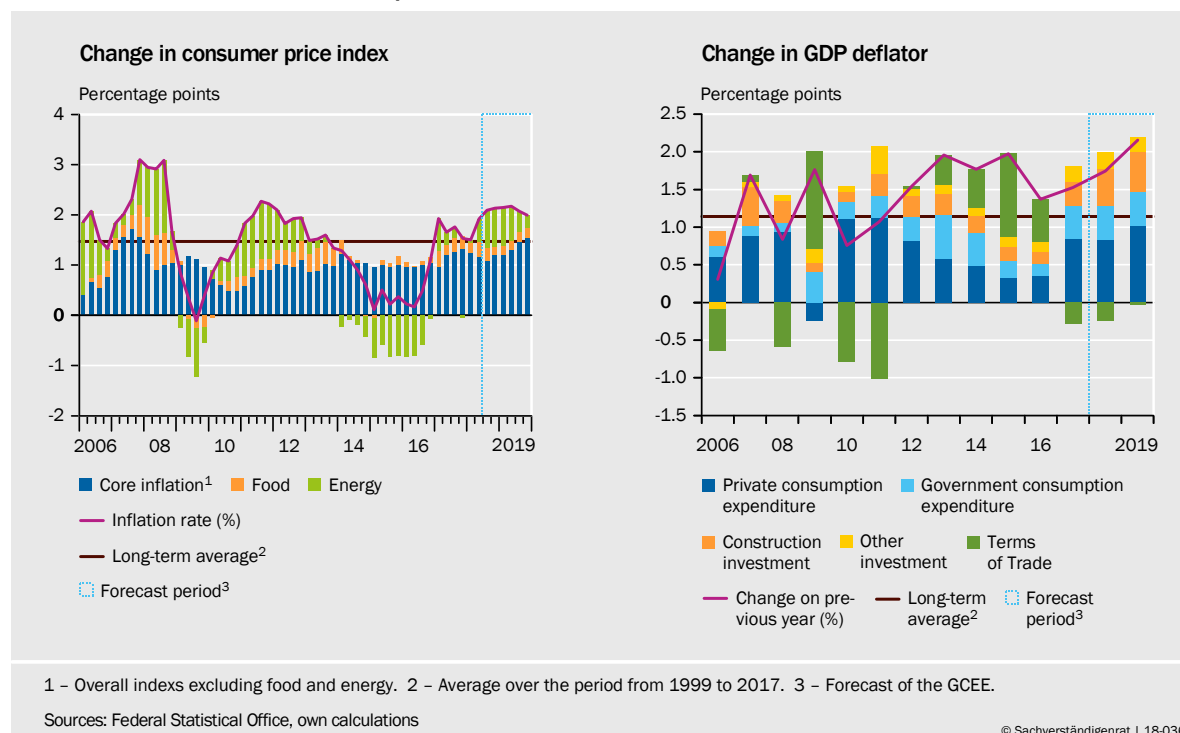 Change in consumer price index
Percentage points
4
3
2
1
0
-1
-2
2006 08 10 12 14 16 2019
Core inflation1 Food Energy
Inflation rate (%)
Long-term average2
Forecast period3
Change in GDP deflator
Percentage points
2.5
2.0
1.5
1.0
0.5
0
-0.5
-1.0
-1.5
2006 08 10 12 14 16 2019
Private consumption expenditure
Government consumption expenditure
Construction investment
Other investment
Terms of Trade
Change on pre-
vious year (%)
Long-term average2
Forecast period3
1 – Overall indexs excluding food and energy. 2 – Average over the period from 1999 to 2017. 3 – Forecast of the GCEE.
Sources: Federal Statistical Office, own calculations
© Sachverständigenrat |